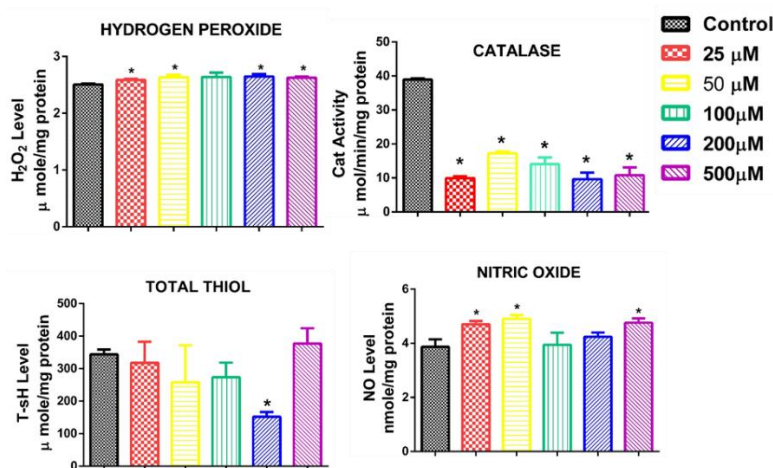 HYDROGEN PEROXIDE
H₂O₂ Level
μ mole/mg protein
3
2
1
0
* * * *
CATALASE
Cat Activity
μ mol/min/mg protein
50
40
30
20
10
0
* * * * *
Control
25 μM
50 μM
100μM
200μM
500μM
TOTAL THIOL
T-sH Level
μ mole/mg protein
500
400
300
200
100
0
*
NITRIC OXIDE
NO Level
nmole/mg protein
6
4
2
0
* * *